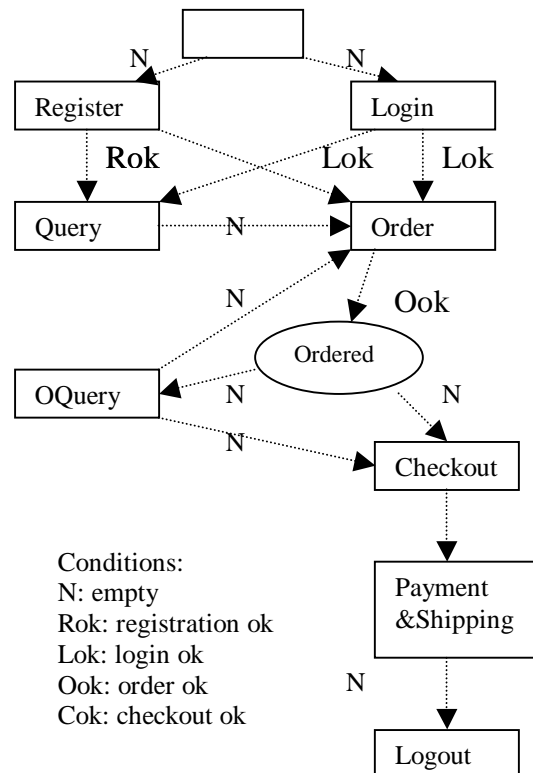 N N
Register Login
Rok Lok Lok
Query N Order
N
Ook
Ordered
OQuery N N
N
Checkout
Conditions:
N: empty
Rok: registration ok
Lok: login ok
Ook: order ok
Cok: checkout ok
Payment
&Shipping
N
Logout